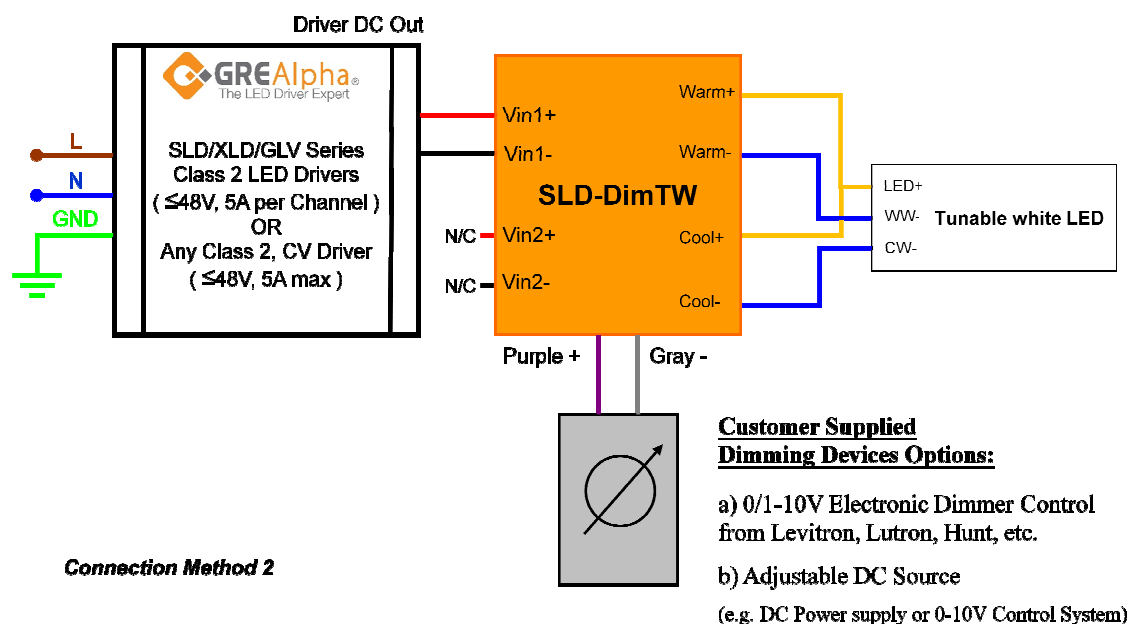 Driver DC Out
GREAlpha®
The LED Driver Expert
L
N
GND
SLD/XLD/GLV Series
Class 2 LED Drivers
( ≤48V, 5A per Channel )
OR
Any Class 2, CV Driver
( ≤48V, 5A max )
Vin1+
Vin1-
N/C
Vin2+
N/C
Vin2-
SLD-DimTW
Warm+
Warm-
Cool+
Cool-
LED+
WW-
CW-
Tunable white LED
Purple +
Gray -
Customer Supplied
Dimming Devices Options:
a) 0/1-10V Electronic Dimmer Control
from Levitron, Lutron, Hunt, etc.
b) Adjustable DC Source
(e.g. DC Power supply or 0-10V Control System)
Connection Method 2